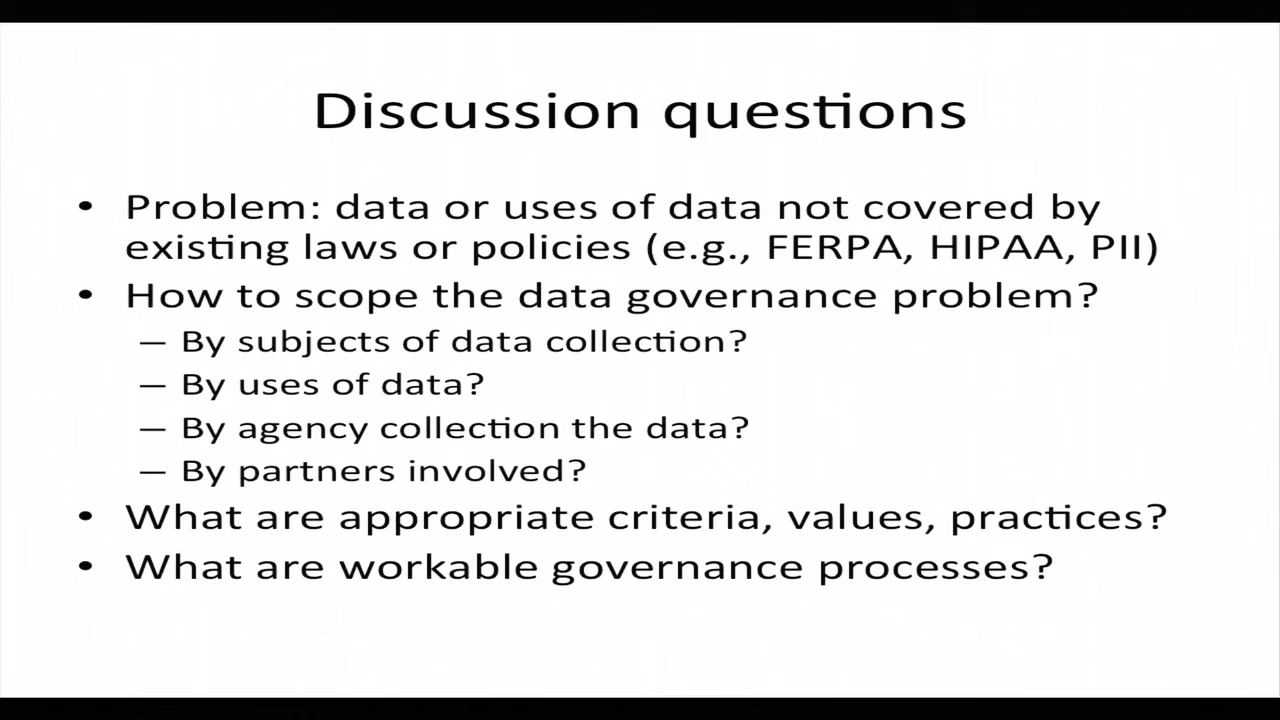 Discussion questions
• Problem: data or uses of data not covered by
existing laws or policies (e.g., FERPA, HIPAA, PII)
• How to scope the data governance problem?
– By subjects of data collection?
– By uses of data?
– By agency collection the data?
– By partners involved?
• What are appropriate criteria, values, practices?
• What are workable governance processes?